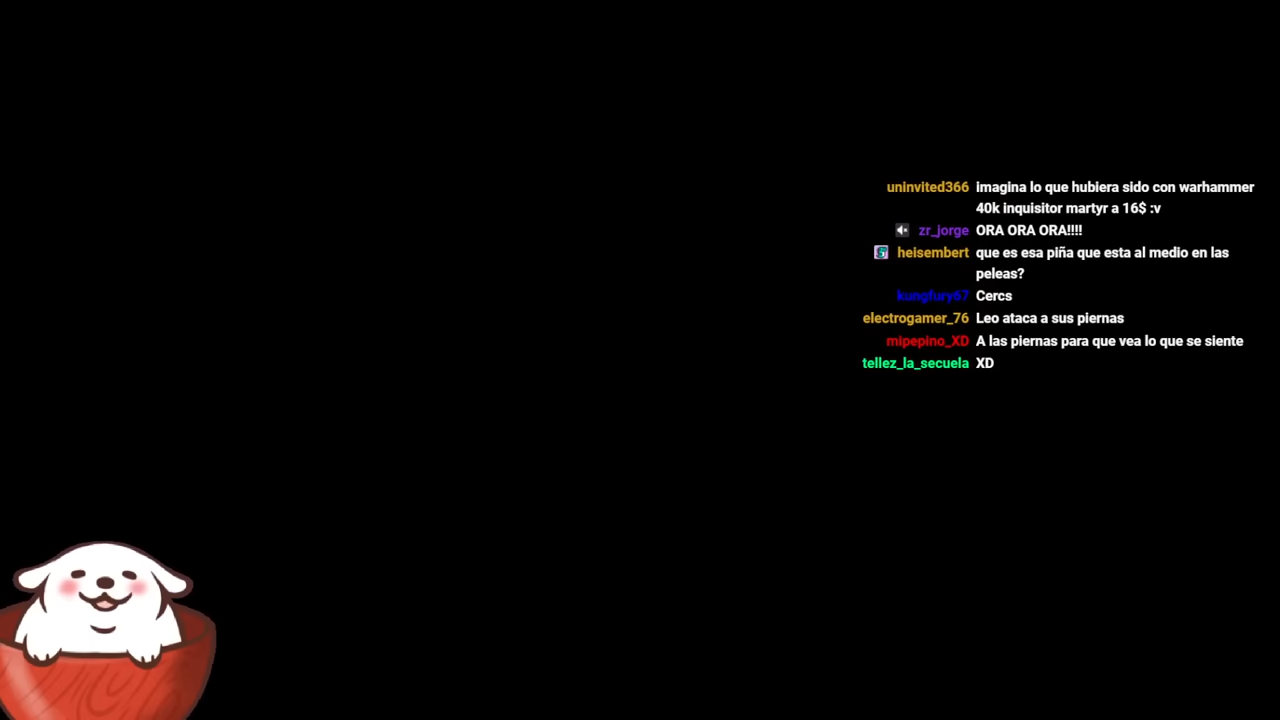 uninvited366 imagina lo que hubiera sido con warhammer
40k inquisitor martyr a 16$ :v
zr_jorge ORA ORA ORA!!!!
heisembert que es esa piña que esta al medio en las
peleas?
kungfury67 Cercs
electrogamer_76 Leo ataca a sus piernas
mipepino_XD A las piernas para que vea lo que se siente
tellez_la_secuela XD